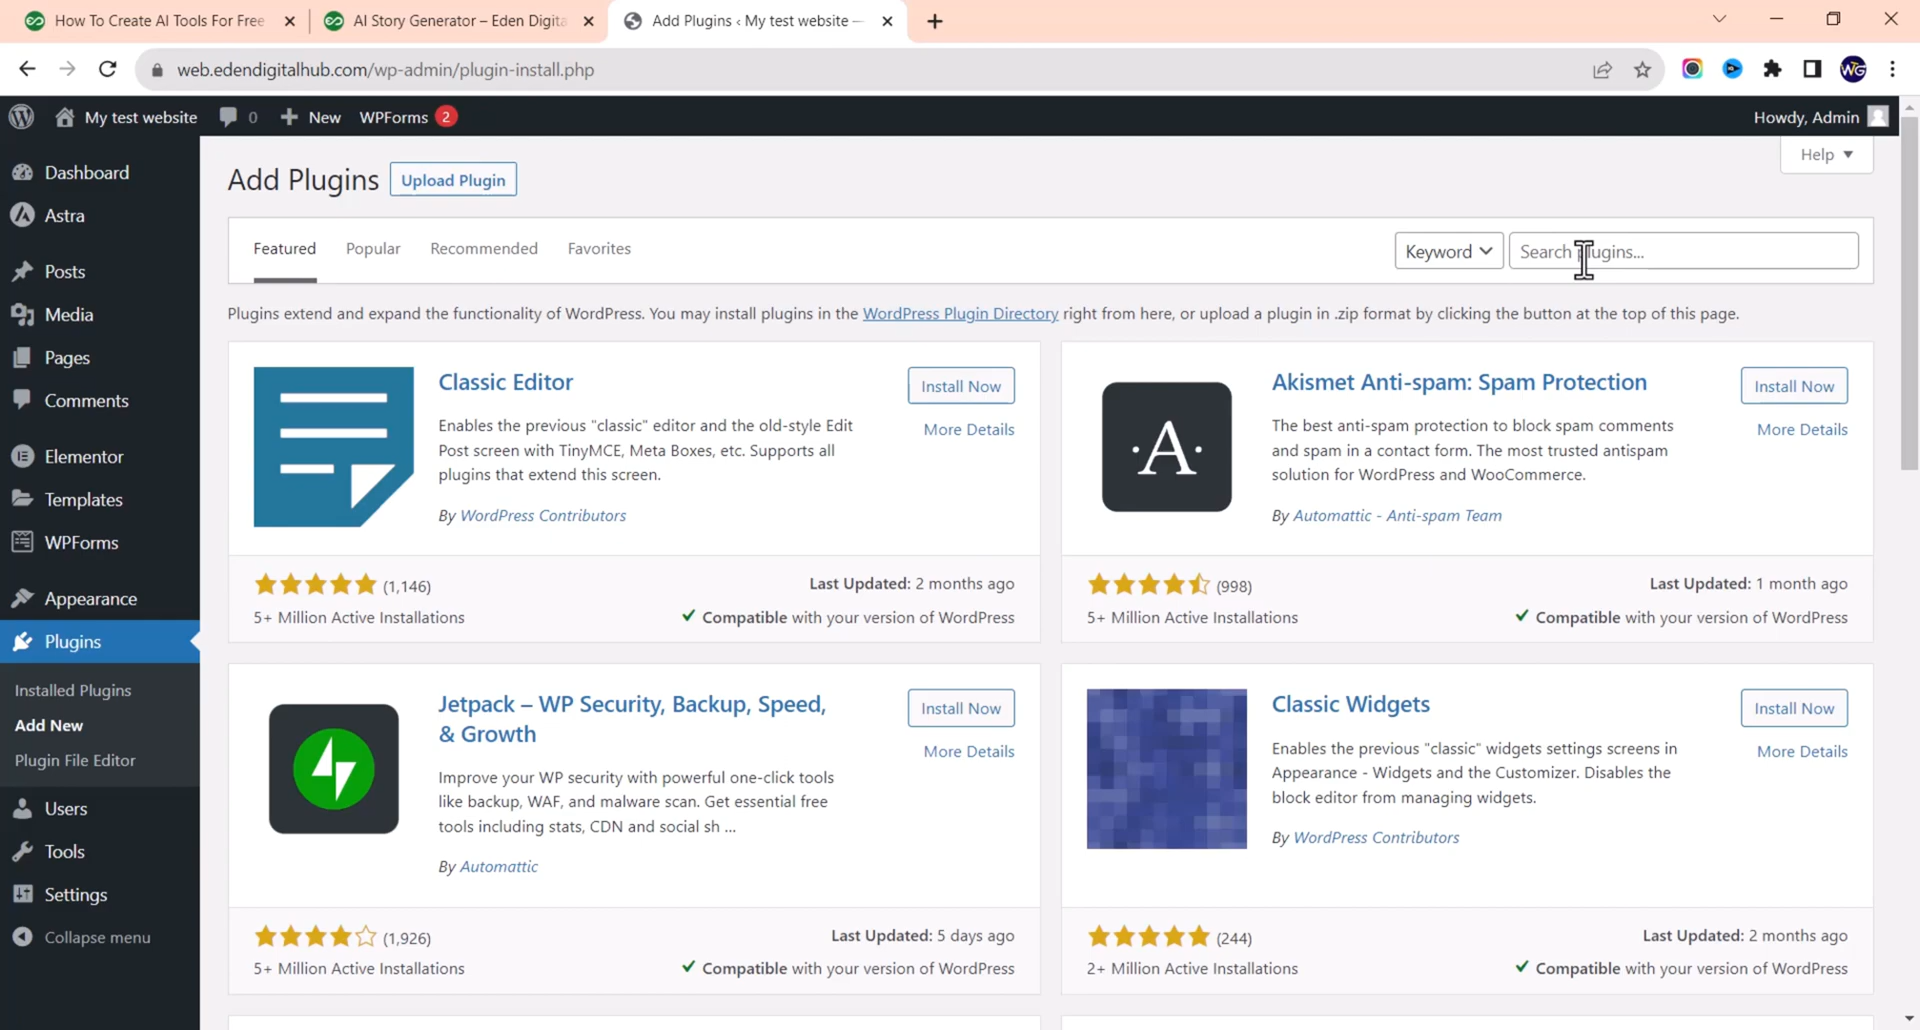 How To Create AI Tools For Free
AI Story Generator – Eden Digita
Add Plugins ‹ My test website —
web.edendigitalhub.com/wp-admin/plugin-install.php
WG
My test website
0
New
WPForms 2
Howdy, Admin
Dashboard
Astra
Posts
Media
Pages
Comments
Elementor
Templates
WPForms
Appearance
Plugins
Installed Plugins
Add New
Plugin File Editor
Users
Tools
Settings
Collapse menu
Help
Add Plugins
Upload Plugin
Featured
Popular
Recommended
Favorites
Keyword
Search plugins...
Plugins extend and expand the functionality of WordPress. You may install plugins in the WordPress Plugin Directory right from here, or upload a plugin in .zip format by clicking the button at the top of this page.
Classic Editor
Install Now
More Details
Enables the previous "classic" editor and the old-style Edit
Post screen with TinyMCE, Meta Boxes, etc. Supports all
plugins that extend this screen.
By WordPress Contributors
(1,146)
Last Updated: 2 months ago
5+ Million Active Installations
Compatible with your version of WordPress
·A·
Akismet Anti-spam: Spam Protection
Install Now
More Details
The best anti-spam protection to block spam comments
and spam in a contact form. The most trusted antispam
solution for WordPress and WooCommerce.
By Automattic - Anti-spam Team
(998)
Last Updated: 1 month ago
5+ Million Active Installations
Compatible with your version of WordPress
Jetpack – WP Security, Backup, Speed,
& Growth
Install Now
More Details
Improve your WP security with powerful one-click tools
like backup, WAF, and malware scan. Get essential free
tools including stats, CDN and social sh ...
By Automattic
(1,926)
Last Updated: 5 days ago
5+ Million Active Installations
Compatible with your version of WordPress
Classic Widgets
Install Now
More Details
Enables the previous "classic" widgets settings screens in
Appearance - Widgets and the Customizer. Disables the
block editor from managing widgets.
By WordPress Contributors
(244)
Last Updated: 2 months ago
2+ Million Active Installations
Compatible with your version of WordPress